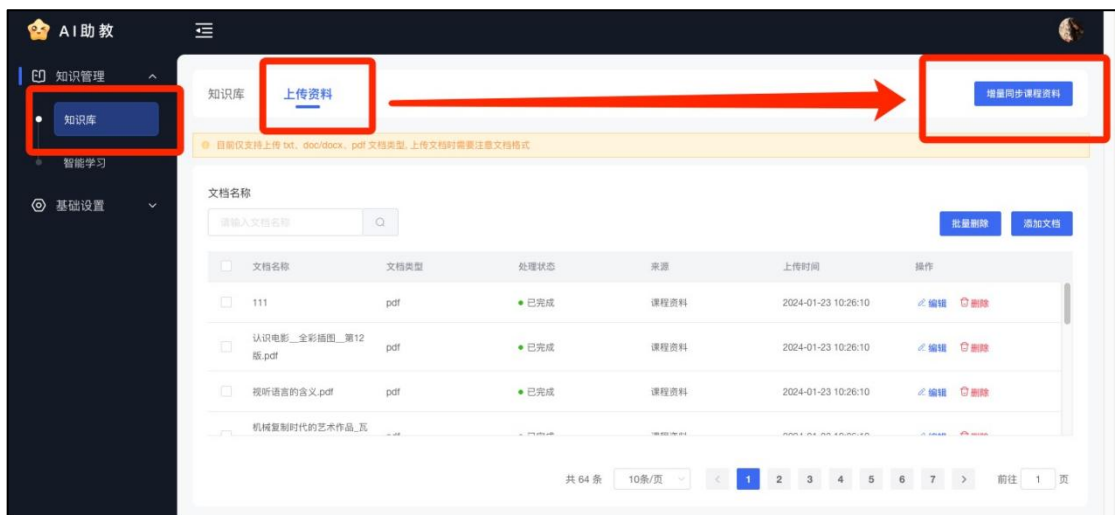 AI助教
知识管理
知识库
智能学习
基础设置
知识库 上传资料 增量同步课程资料
目前仅支持上传 txt、doc/docx、pdf 文档类型, 上传文档时需要注意文档格式
文档名称
请输入文档名称
批量删除 添加文档
文档名称 文档类型 处理状态 来源 上传时间 操作
111 pdf 已完成 课程资料 2024-01-23 10:26:10 编辑 删除
认识电影__全彩插图__第12
版.pdf pdf 已完成 课程资料 2024-01-23 10:26:10 编辑 删除
视听语言的含义.pdf pdf 已完成 课程资料 2024-01-23 10:26:10 编辑 删除
机械复制时代的艺术作品_瓦
共 64 条 10条/页 < 1 2 3 4 5 6 7 > 前往 1 页